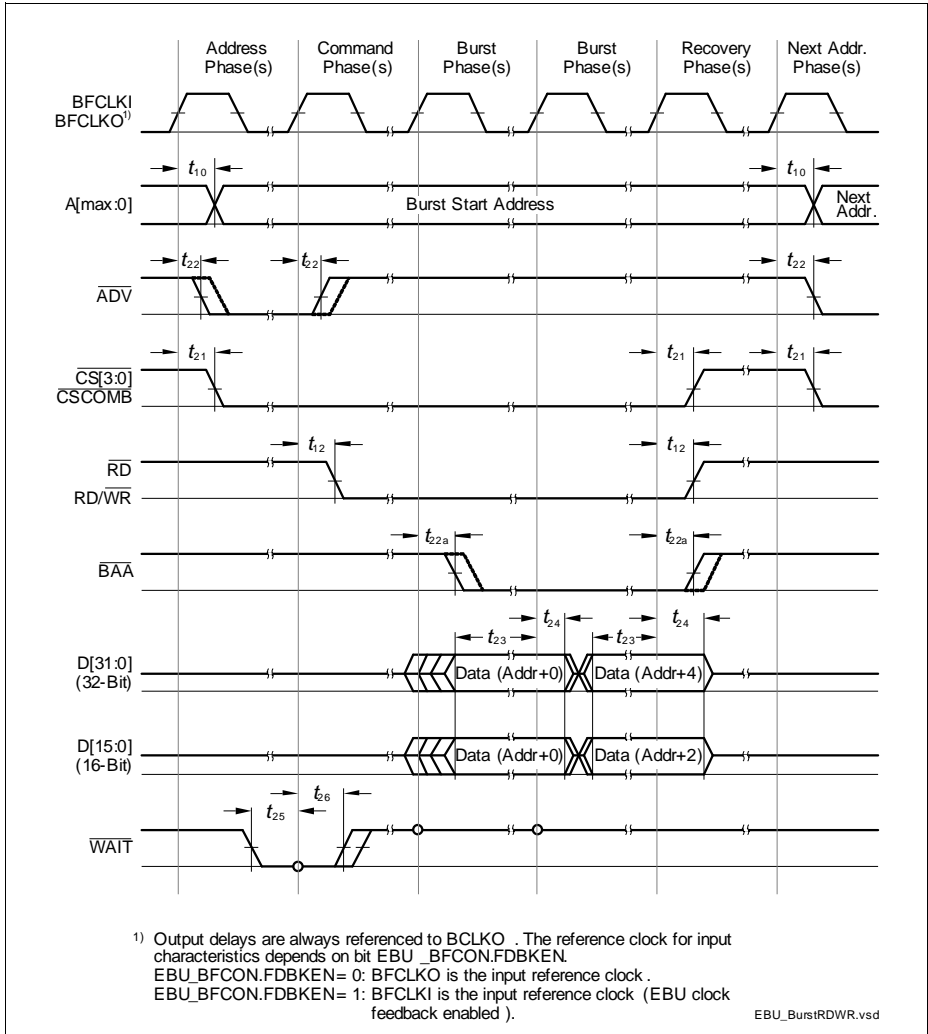 Address Phase(s)
Command Phase(s)
Burst Phase(s)
Burst Phase(s)
Recovery Phase(s)
Next Addr. Phase(s)
BFCLKI
BFCLKO1)
t10
t10
A[max:0]
Burst Start Address
Next Addr.
t22
t22
t22
ADV
t21
t21
t21
CS[3:0]
CSCOMB
t12
t12
RD
RD/WR
t22a
t22a
BAA
t24
t24
t23
t23
D[31:0]
(32-Bit)
Data (Addr+0)
Data (Addr+4)
D[15:0]
(16-Bit)
Data (Addr+0)
Data (Addr+2)
t26
t25
WAIT
1) Output delays are always referenced to BCLKO . The reference clock for input
characteristics depends on bit EBU _BFCON.FDBKEN.
EBU_BFCON.FDBKEN= 0: BFCLKO is the input reference clock .
EBU_BFCON.FDBKEN= 1: BFCLKI is the input reference clock (EBU clock
feedback enabled ).
EBU_BurstRDWR.vsd